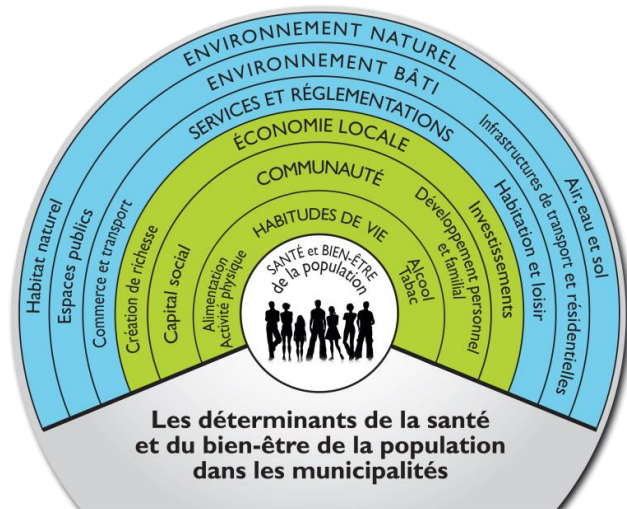 ENVIRONNEMENT NATUREL
Habitat naturel
Air, eau et sol
ENVIRONNEMENT BÂTI
Espaces publics
Infrastructures de transport et résidentielles
SERVICES ET RÉGLEMENTATIONS
Commerce et transport
Habitation et loisir
ÉCONOMIE LOCALE
Création de richesse
Investissements
COMMUNAUTÉ
Capital social
Développement personnel
et familial
HABITUDES DE VIE
Alimentation
Activité physique
Alcool
Tabac
SANTÉ et BIEN-ÊTRE
de la population
Les déterminants de la santé
et du bien-être de la population
dans les municipalités